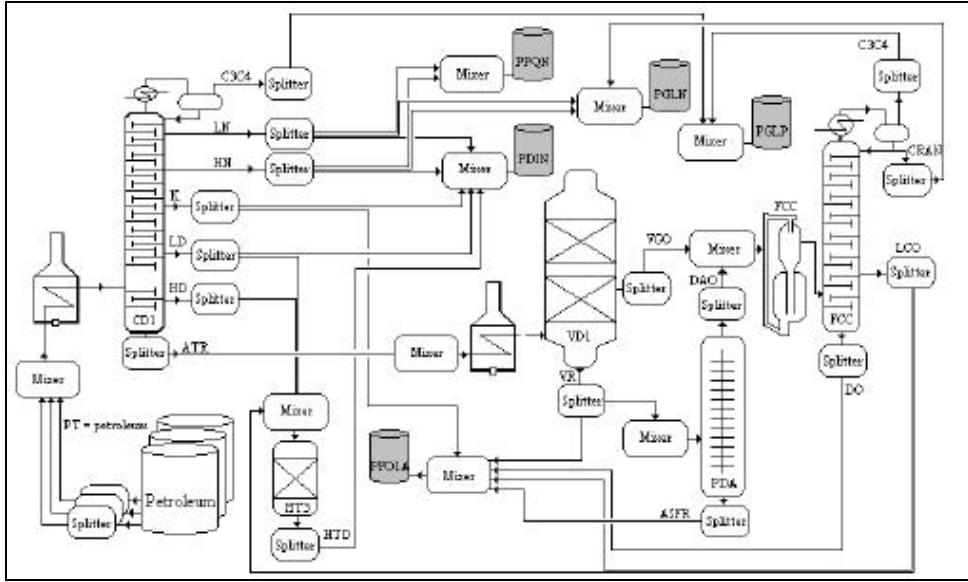 C3C4
Splitter
Mixer
PPQN
Mixer
PGLN
Mixer
PGLP
C3C4
Splitter
LN
Splitter
HN
Splitter
Mixer
PDIN
CRAN
Splitter
K
Splitter
LD
Splitter
HD
Splitter
CD1
Splitter
ATR
Mixer
VD1
VGO
Splitter
Mixer
DAO
Splitter
FCC
FCC
LCO
Splitter
Splitter
DO
Mixer
PT = petroleum
Petroleum
Splitter
Mixer
HT3
Splitter
HTD
VR
Splitter
Mixer
PDA
Splitter
ASFR
Mixer
PFO1A